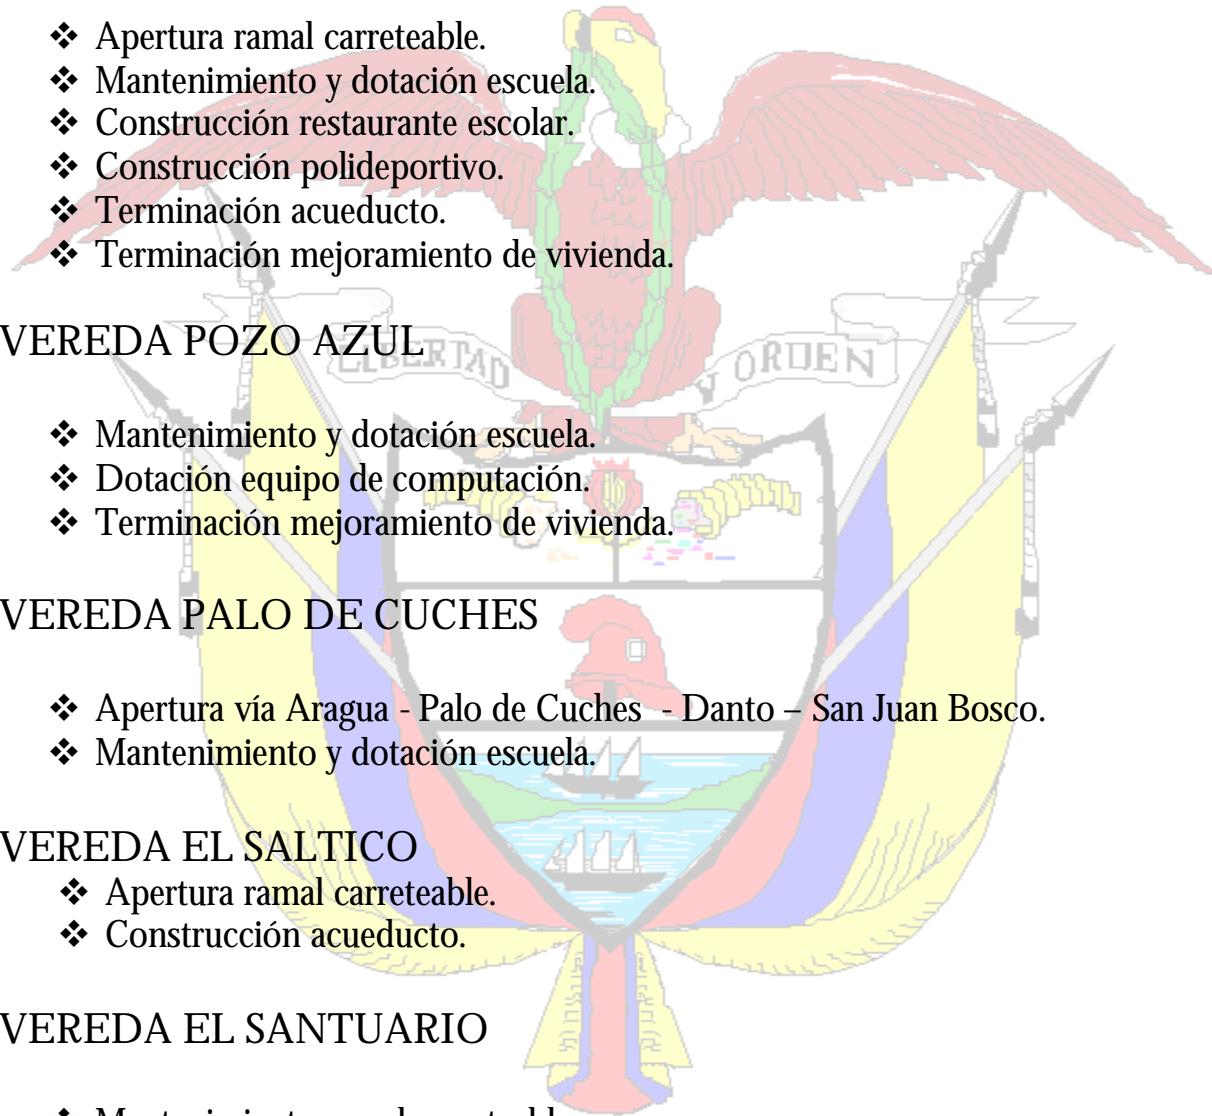 ❖ Apertura ramal carreteable.
❖ Mantenimiento y dotación escuela.
❖ Construcción restaurante escolar.
❖ Construcción polideportivo.
❖ Terminación acueducto.
❖ Terminación mejoramiento de vivienda.
VEREDA POZO AZUL
LIBERTAD Y ORDEN
❖ Mantenimiento y dotación escuela.
❖ Dotación equipo de computación.
❖ Terminación mejoramiento de vivienda.
VEREDA PALO DE CUCHES
❖ Apertura vía Aragua - Palo de Cuches - Danto – San Juan Bosco.
❖ Mantenimiento y dotación escuela.
VEREDA EL SALTICO
❖ Apertura ramal carreteable.
❖ Construcción acueducto.
VEREDA EL SANTUARIO